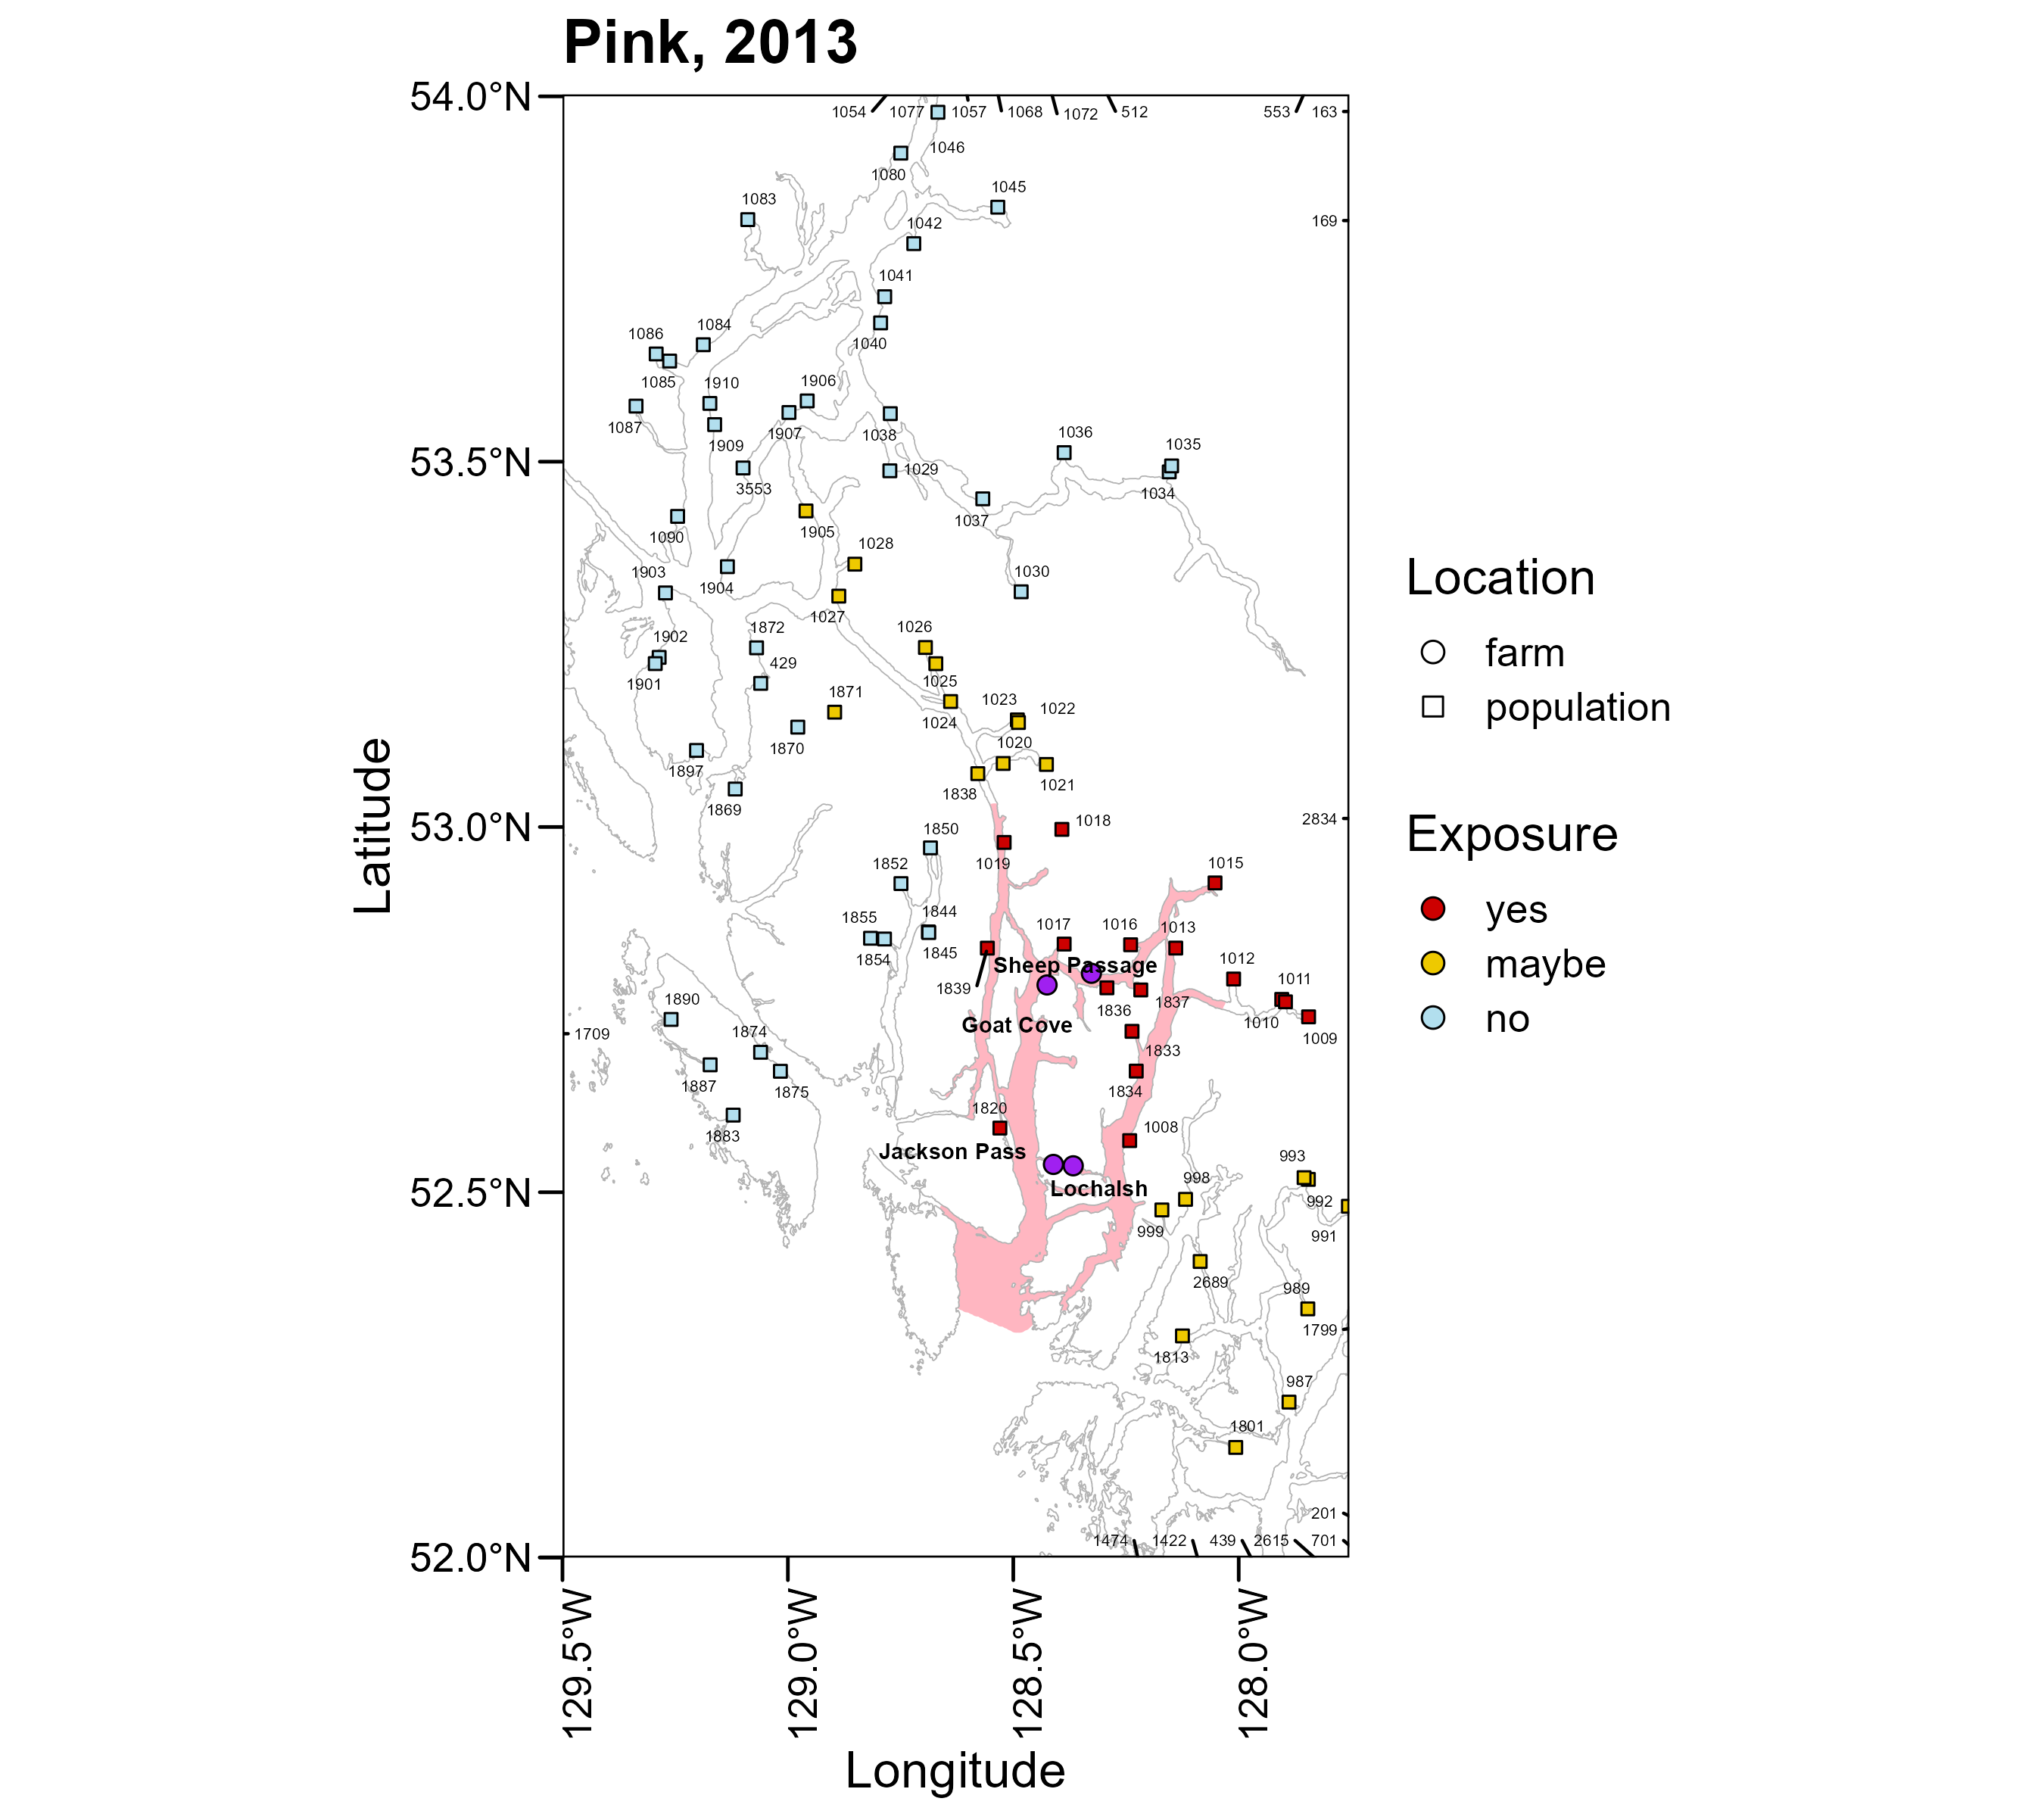 Pink, 2013
54.0°N
1054 1077 1057 1068 1072 512 553 163
1046
1080
1045
1083
169
1042
1041
1084
1086
1040
1085 1910 1906
1087 1907 1038 1036
1909 1035
53.5°N
1029
3553 1034
1037
1905
1090 1028
1903 1904 1030
1027
1902 1872 1026
429
1901 1025
1871 1023 1022
1024
1870 1020
1897 1021
1838
1869
53.0°N
1850 1018 2834
1852 1019 1015
1855 1844 1017 1016 1013
1854 1845 1012
Sheep Passage
1839 1011
1890 1836 1837
Goat Cove 1010
1709 1874 1009
1833
1887 1875 1834
1820
1883 1008
Jackson Pass 993
52.5°N
Lochalsh 998
992
999 991
2689 989
1799
1813
987
1801
201
1474 1422 439 2615 701
52.0°N
129.5°W
129.0°W
128.5°W
128.0°W
Longitude
Latitude
Location
farm
population
Exposure
yes
maybe
no